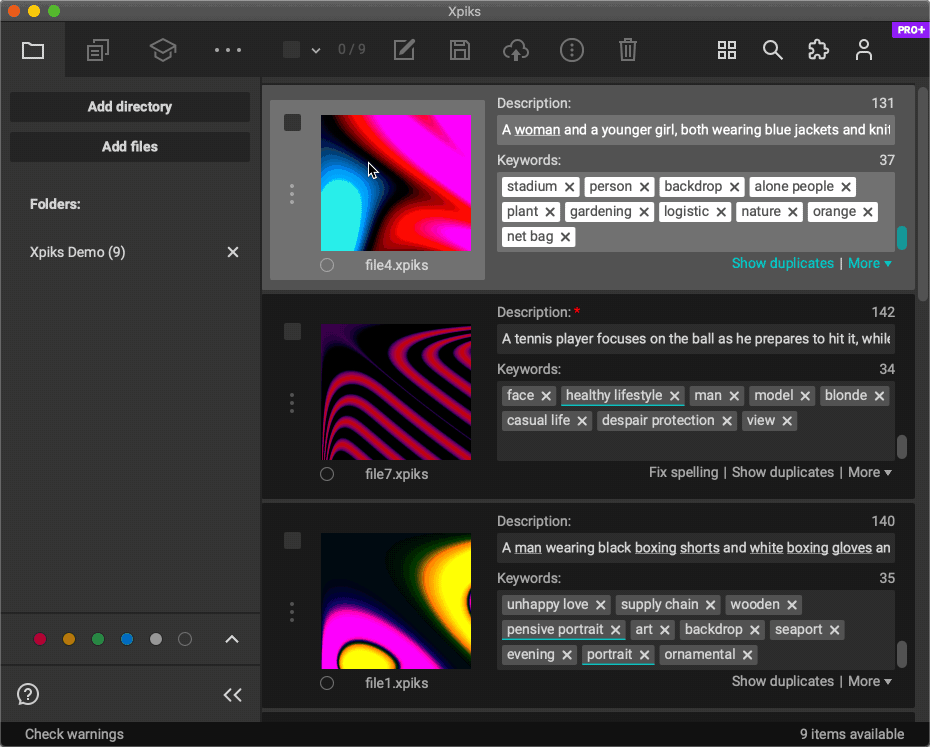 Xpiks
PRO+
0 / 9
Add directory
Add files
Folders:
Xpiks Demo (9)
Description: 131
A woman and a younger girl, both wearing blue jackets and knit
Keywords: 37
stadium person backdrop alone people
plant gardening logistic nature orange
net bag
file4.xpiks
Show duplicates | More
Description: * 142
A tennis player focuses on the ball as he prepares to hit it, while
Keywords: 34
face healthy lifestyle man model blonde
casual life despair protection view
file7.xpiks
Fix spelling | Show duplicates | More
Description: 140
A man wearing black boxing shorts and white boxing gloves an
Keywords: 35
unhappy love supply chain wooden
pensive portrait art backdrop seaport
evening portrait ornamental
file1.xpiks
Show duplicates | More
Check warnings
9 items available